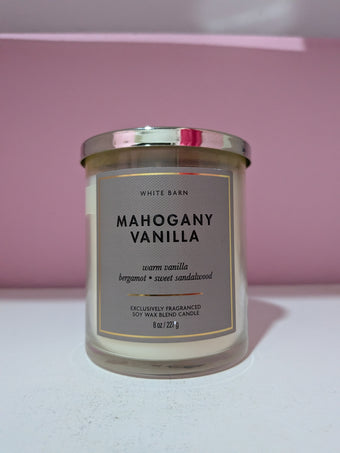 WHITE BARN
MAHOGANY
VANILLA
warm vanilla
bergamot • sweet sandalwood
EXCLUSIVELY FRAGRANCED
SOY WAX BLEND CANDLE
8 oz / 227 g